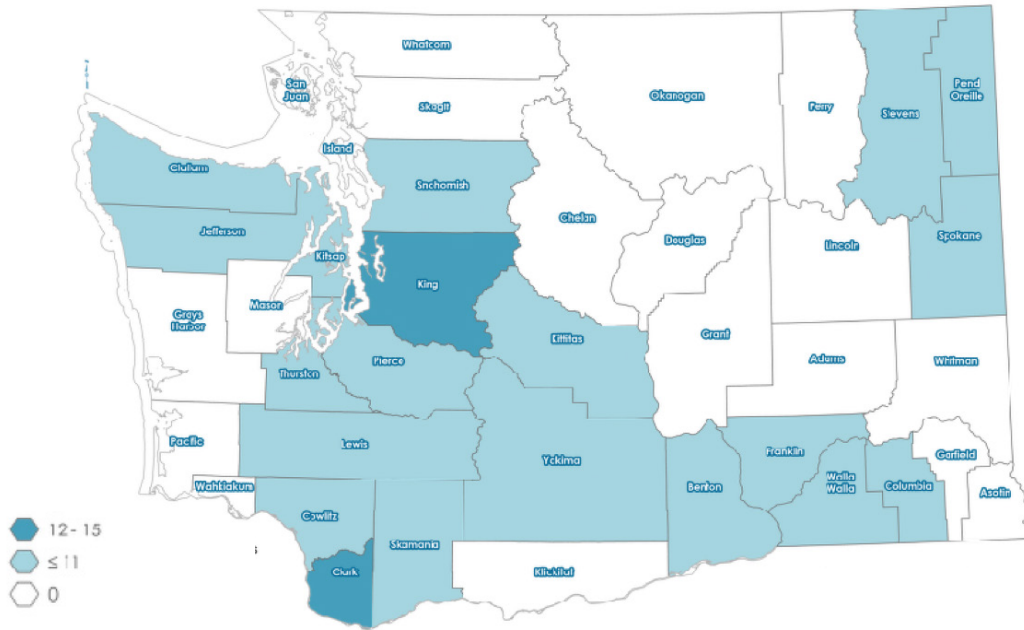 Whatcom
San
Juan
Skagit
Okanogan
Ferry
Stevens
Pend
Oreille
Island
Clallam
Snohomish
Chelan
Jefferson
Kitsap
Douglas
Lincoln
Spokane
King
Mason
Grays
Harbor
Kittitas
Grant
Pierce
Thurston
Adams
Whitman
Lewis
Pacific
Yakima
Franklin
Garfield
Wahkiakum
Benton
Walla
Walla
Columbia
Asotin
Cowlitz
Skamania
Clark
Klickitat
12 - 15
≤ 11
0